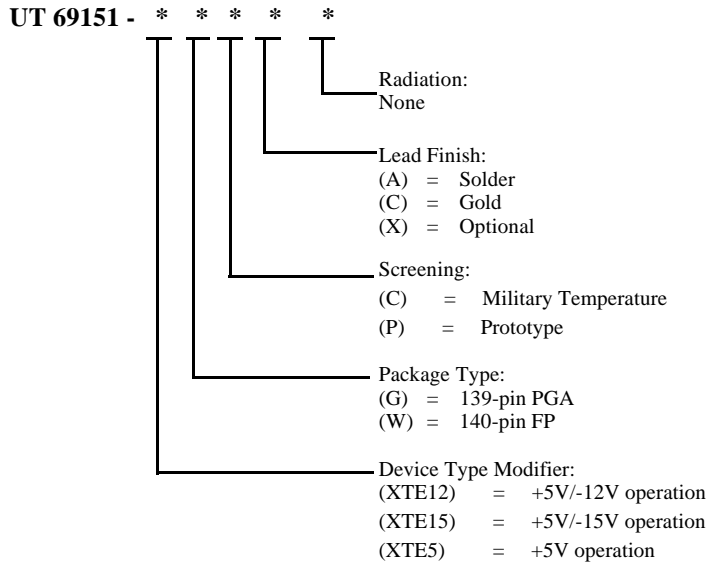 UT 69151 - * * * * *
Radiation:
None
Lead Finish:
(A) = Solder
(C) = Gold
(X) = Optional
Screening:
(C) = Military Temperature
(P) = Prototype
Package Type:
(G) = 139-pin PGA
(W) = 140-pin FP
Device Type Modifier:
(XTE12) = +5V/-12V operation
(XTE15) = +5V/-15V operation
(XTE5) = +5V operation